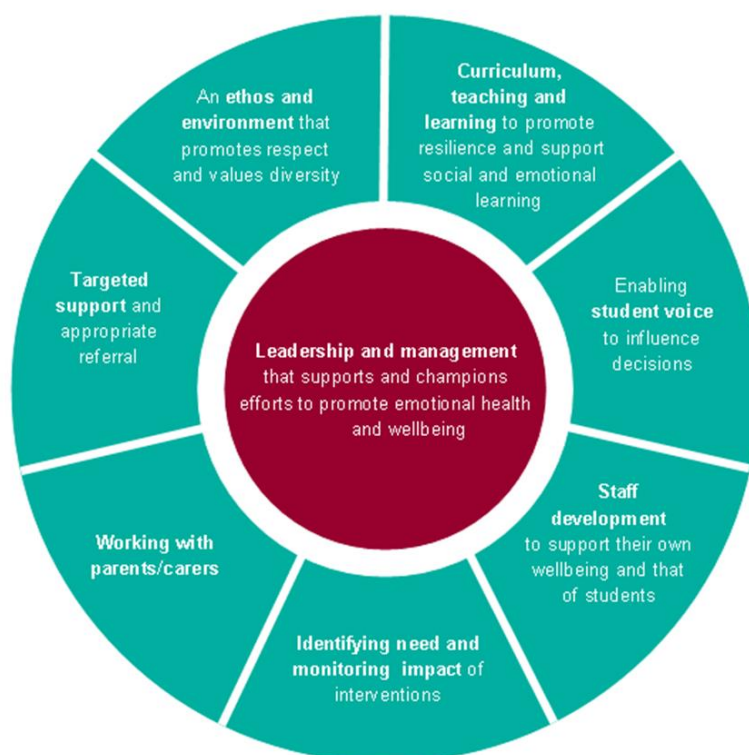 An ethos and
environment that
promotes respect
and values diversity
Curriculum,
teaching and
learning to promote
resilience and support
social and emotional
learning
Enabling
student voice
to influence
decisions
Staff
development
to support their own
wellbeing and that
of students
Identifying need and
monitoring impact of
interventions
Working with
parents/carers
Targeted
support and
appropriate
referral
Leadership and management
that supports and champions
efforts to promote emotional health
and wellbeing